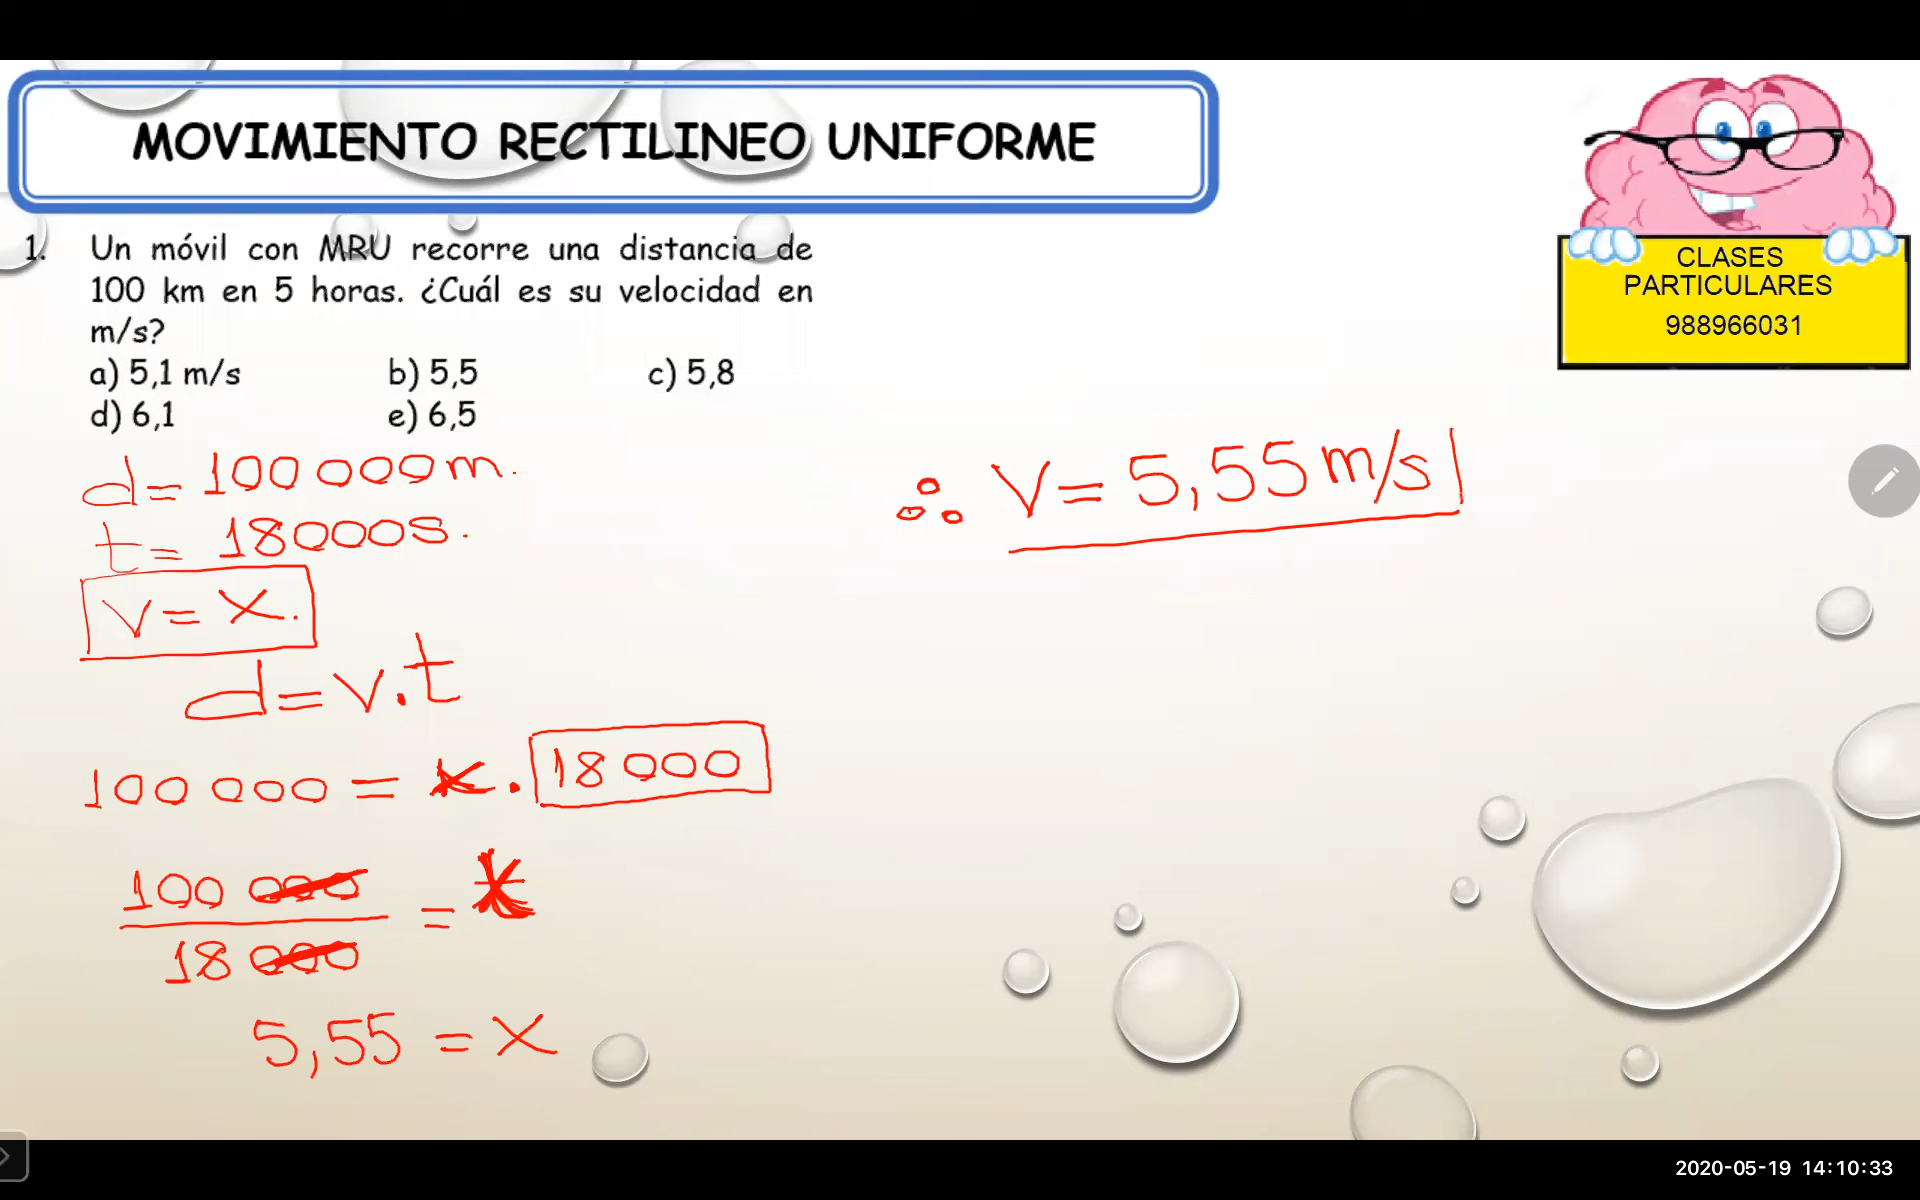 MOVIMIENTO RECTILINEO UNIFORME
1. Un móvil con MRU recorre una distancia de
100 km en 5 horas. ¿Cuál es su velocidad en
m/s?
a) 5,1 m/s b) 5,5 c) 5,8
d) 6,1 e) 6,5
CLASES
PARTICULARES
988966031
d = 100 000 m.
t = 18000 s.
v = x.
d = v.t
100 000 = x . 18 000
100 000
18 000
= x
5,55 = x
∴ V = 5,55 m/s
2020-05-19 14:10:33